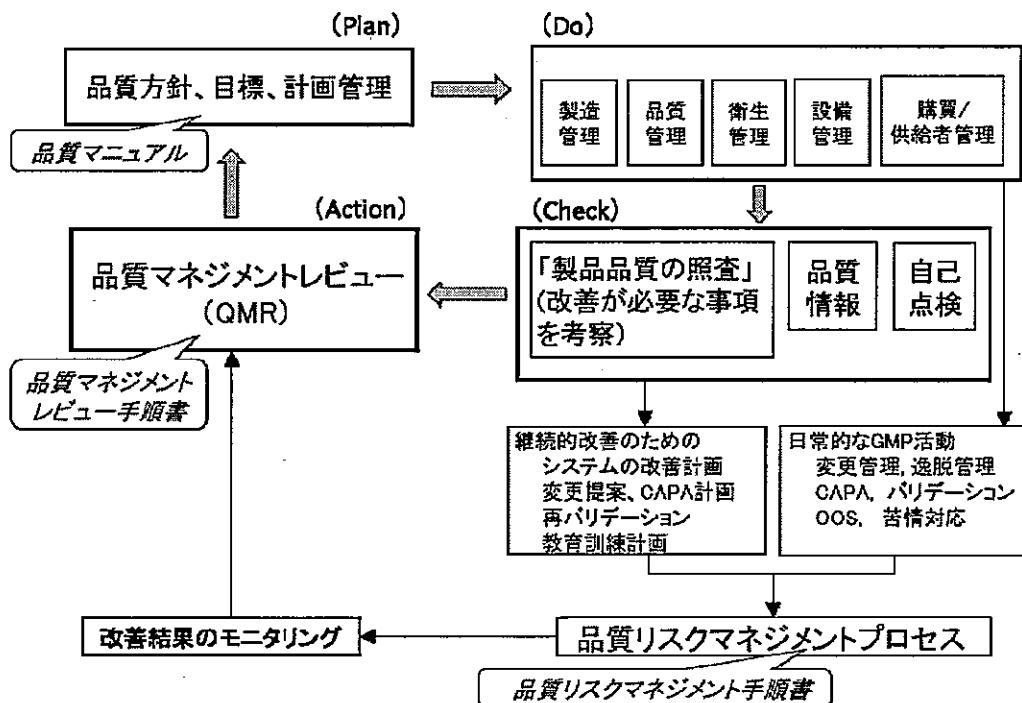 (Plan)
品質方針、目標、計画管理
品質マニュアル
(Do)
製造
管理
品質
管理
衛生
管理
設備
管理
購買/
供給者管理
(Action)
品質マネジメントレビュー
(QMR)
品質マネジメント
レビュー手順書
(Check)
「製品品質の照査」
(改善が必要な事項
を考察)
品質
情報
自己
点検
継続的改善のための
システムの改善計画
変更提案、CAPA計画
再バリデーション
教育訓練計画
日常的なGMP活動
変更管理, 逸脱管理
CAPA, バリデーション
OOS, 苦情対応
改善結果のモニタリング
品質リスクマネジメントプロセス
品質リスクマネジメント手順書